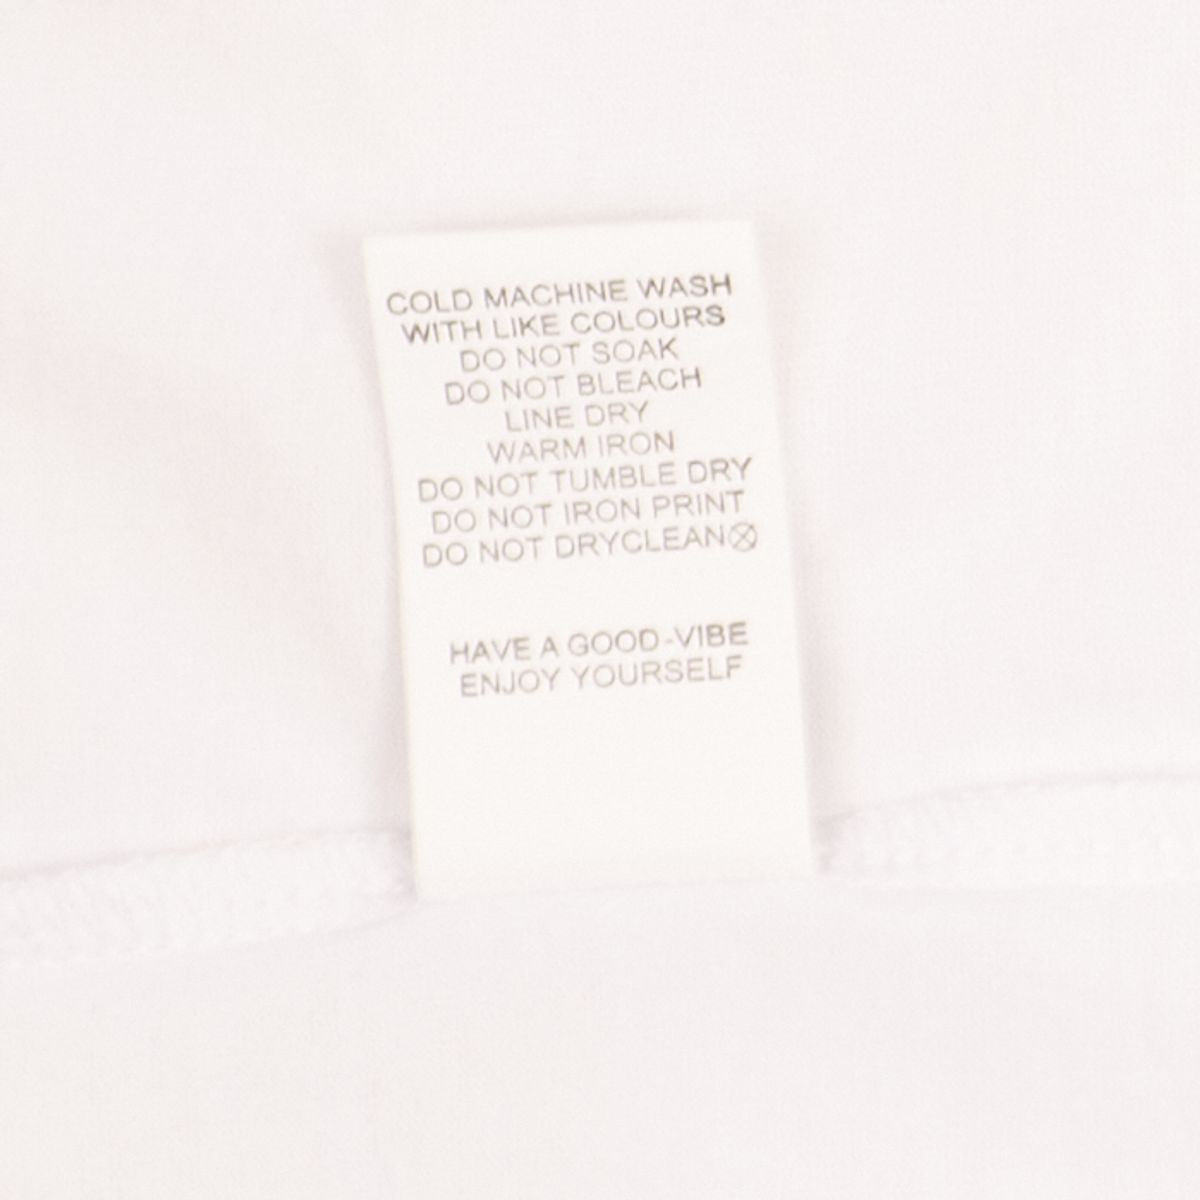 COLD MACHINE WASH
WITH LIKE COLOURS
DO NOT SOAK
DO NOT BLEACH
LINE DRY
WARM IRON
DO NOT TUMBLE DRY
DO NOT IRON PRINT
DO NOT DRYCLEAN
HAVE A GOOD-VIBE
ENJOY YOURSELF